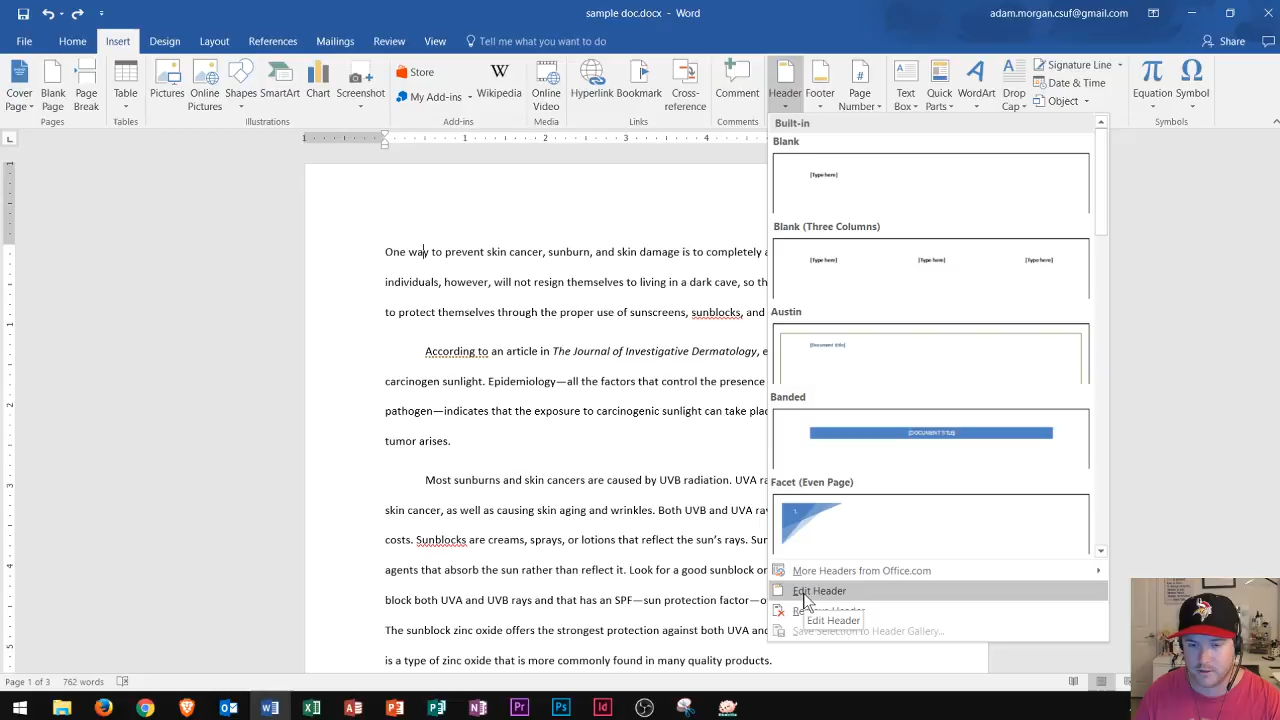 sample doc.docx - Word
adam.morgan.csuf@gmail.com
File Insert Design Layout References Mailings Review View Tell me what you want to do
Share
Cover Page
Blank Page
Page Break
Table
Pictures
Online Pictures
Shapes
SmartArt
Chart
Screenshot
Store
My Add-ins
Wikipedia
Online Video
Hyperlink
Bookmark
Cross-reference
Comment
Header
Footer
Page Number
Text Box
Quick Parts
WordArt
Drop Cap
Signature Line
Date & Time
Object
Equation
Symbol
Pages Tables Illustrations Add-ins Media Links Comments Symbols
1 1 2 3 4
Built-in
Blank
[Type here]
Blank (Three Columns)
[Type here] [Type here] [Type here]
Austin
[Document title]
Banded
[DOCUMENT TITLE]
Facet (Even Page)
More Headers from Office.com
Edit Header
Edit Header
Save Selection to Header Gallery...
One way to prevent skin cancer, sunburn, and skin damage is to completely a
individuals, however, will not resign themselves to living in a dark cave, so th
to protect themselves through the proper use of sunscreens, sunblocks, and
According to an article in The Journal of Investigative Dermatology, e
carcinogen sunlight. Epidemiology—all the factors that control the presence
pathogen—indicates that the exposure to carcinogenic sunlight can take plac
tumor arises.
Most sunburns and skin cancers are caused by UVB radiation. UVA ra
skin cancer, as well as causing skin aging and wrinkles. Both UVB and UVA ray
costs. Sunblocks are creams, sprays, or lotions that reflect the sun's rays. Sun
agents that absorb the sun rather than reflect it. Look for a good sunblock or
block both UVA and UVB rays and that has an SPF—sun protection factor—o
The sunblock zinc oxide offers the strongest protection against both UVA and
is a type of zinc oxide that is more commonly found in many quality products.
Page 1 of 3 762 words